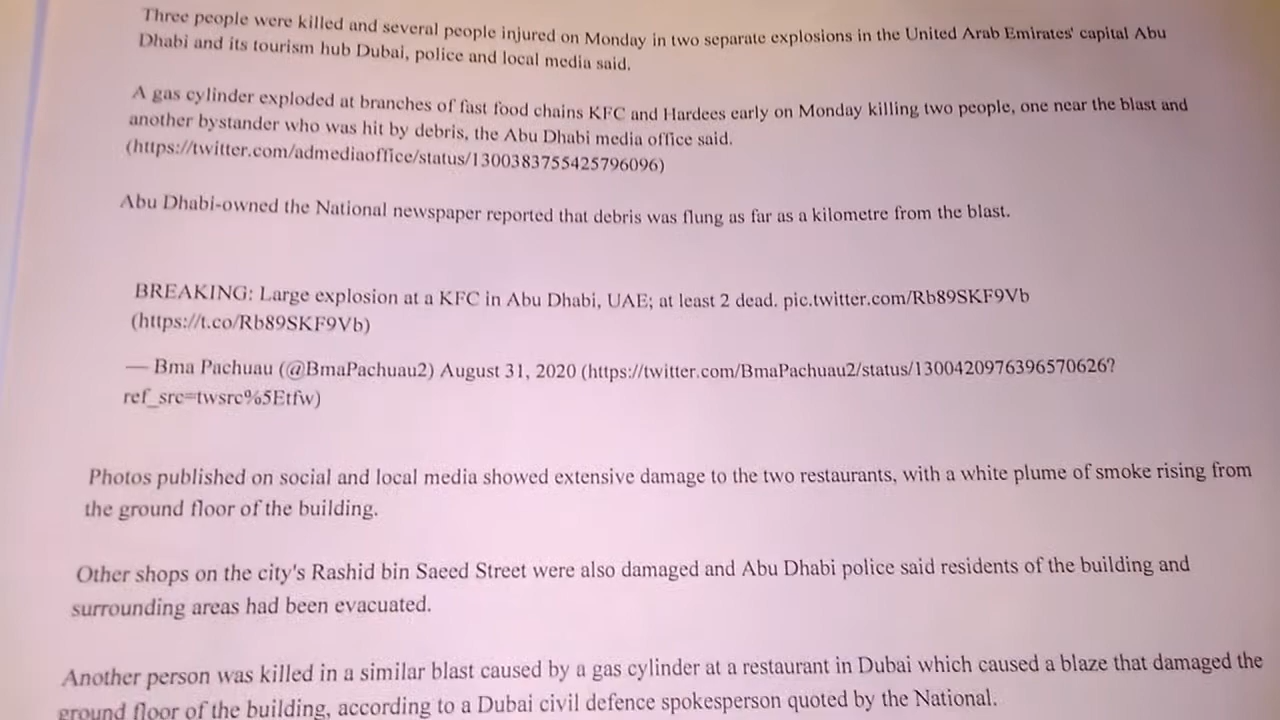 Three people were killed and several people injured on Monday in two separate explosions in the United Arab Emirates' capital Abu
Dhabi and its tourism hub Dubai, police and local media said.
A gas cylinder exploded at branches of fast food chains KFC and Hardees early on Monday killing two people, one near the blast and
another bystander who was hit by debris, the Abu Dhabi media office said.
(https://twitter.com/admediaoffice/status/1300383755425796096)
Abu Dhabi-owned the National newspaper reported that debris was flung as far as a kilometre from the blast.
BREAKING: Large explosion at a KFC in Abu Dhabi, UAE; at least 2 dead. pic.twitter.com/Rb89SKF9Vb
(https://t.co/Rb89SKF9Vb)
— Bma Pachuau (@BmaPachuau2) August 31, 2020 (https://twitter.com/BmaPachuau2/status/1300420976396570626?
ref_src=twsrc%5Etfw)
Photos published on social and local media showed extensive damage to the two restaurants, with a white plume of smoke rising from
the ground floor of the building.
Other shops on the city's Rashid bin Saeed Street were also damaged and Abu Dhabi police said residents of the building and
surrounding areas had been evacuated.
Another person was killed in a similar blast caused by a gas cylinder at a restaurant in Dubai which caused a blaze that damaged the
ground floor of the building, according to a Dubai civil defence spokesperson quoted by the National.